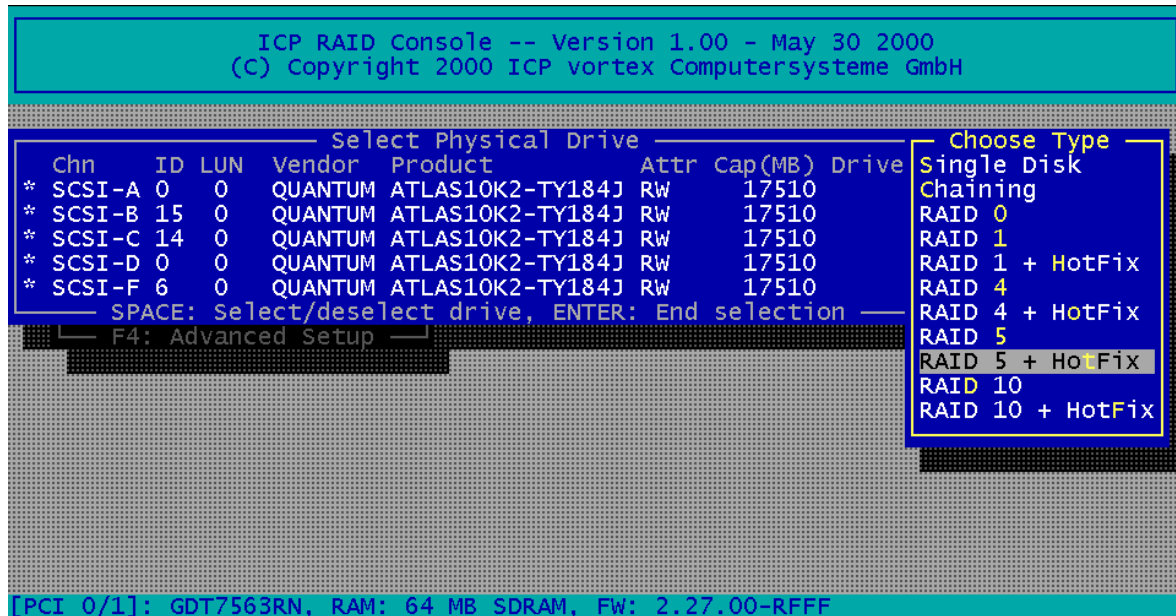 ICP RAID Console -- Version 1.00 - May 30 2000
(C) Copyright 2000 ICP vortex Computersysteme GmbH
Select Physical Drive
Chn ID LUN Vendor Product Attr Cap(MB) Drive
* SCSI-A 0 0 QUANTUM ATLAS10K2-TY184J RW 17510
* SCSI-B 15 0 QUANTUM ATLAS10K2-TY184J RW 17510
* SCSI-C 14 0 QUANTUM ATLAS10K2-TY184J RW 17510
* SCSI-D 0 0 QUANTUM ATLAS10K2-TY184J RW 17510
* SCSI-F 6 0 QUANTUM ATLAS10K2-TY184J RW 17510
SPACE: Select/deselect drive, ENTER: End selection
F4: Advanced Setup
Choose Type
Single Disk
Chaining
RAID 0
RAID 1
RAID 1 + HotFix
RAID 4
RAID 4 + HotFix
RAID 5
RAID 5 + HotFix
RAID 10
RAID 10 + HotFix
[PCI 0/1]: GDT7563RN, RAM: 64 MB SDRAM, FW: 2.27.00-RFFF